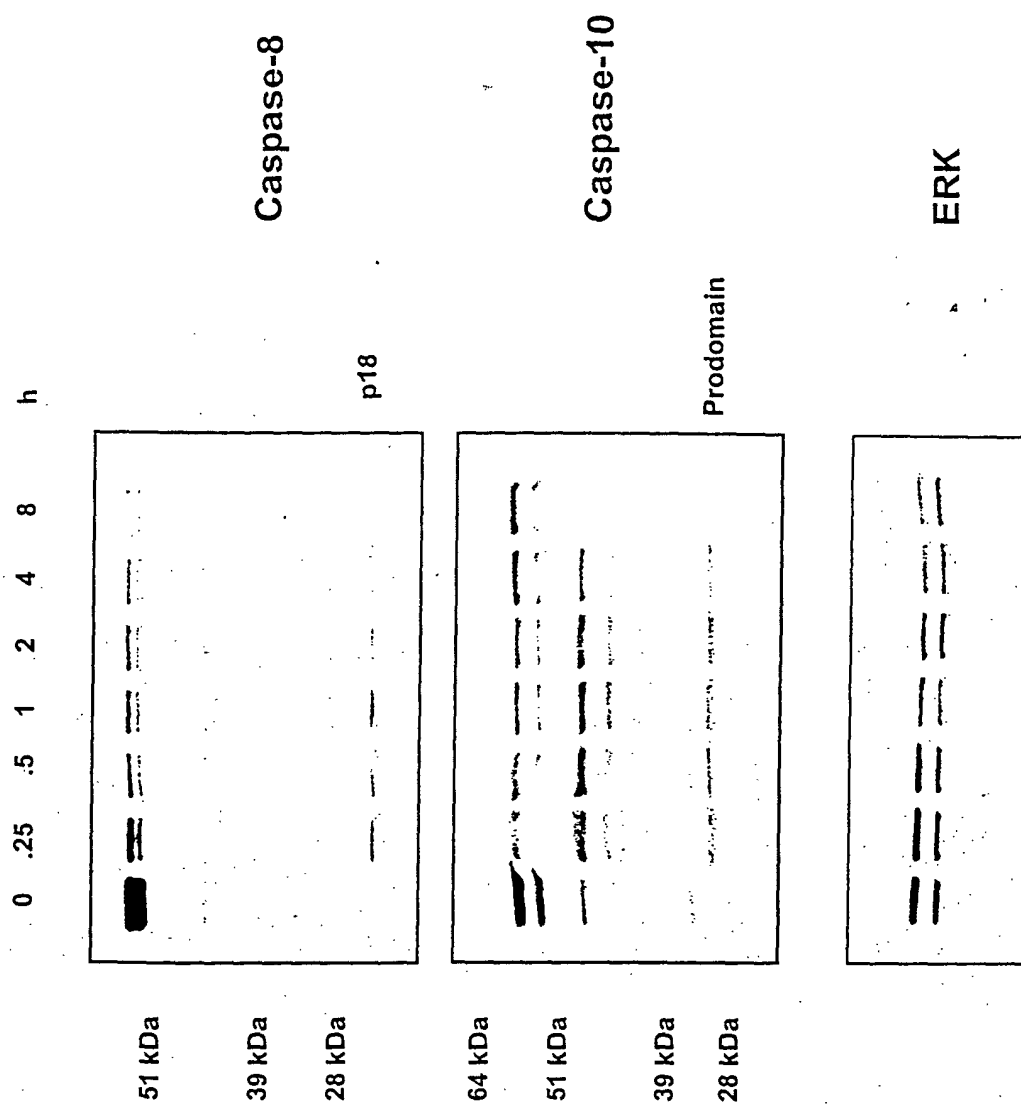 0 .25 .5 1 2 4 8 h
51 kDa
39 kDa
28 kDa
p18
Caspase-8
64 kDa
51 kDa
39 kDa
28 kDa
Prodomain
Caspase-10
ERK